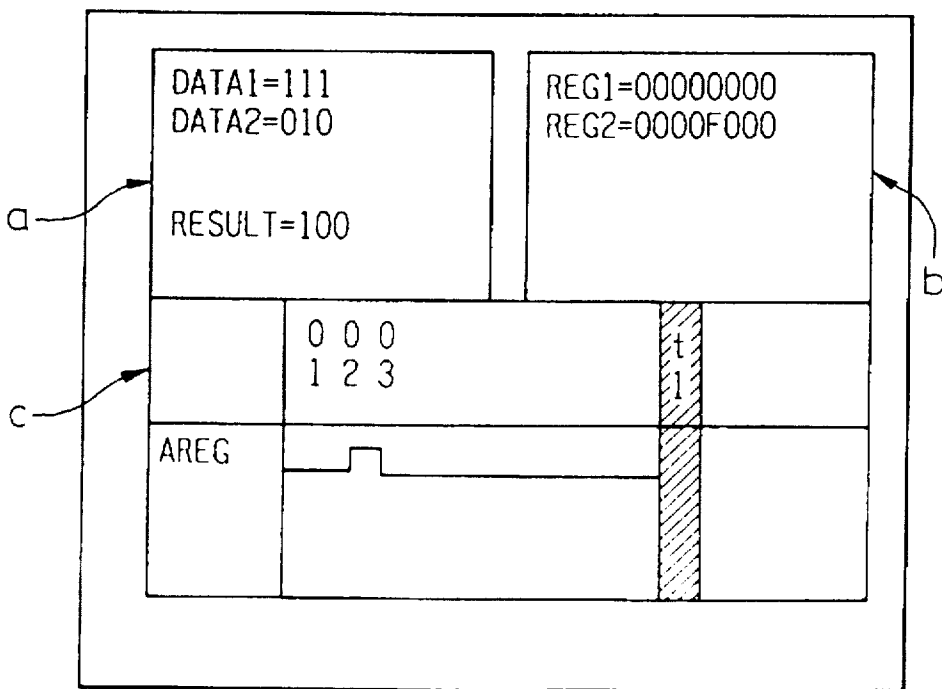 DATA1=111
DATA2=010
RESULT=100
REG1=00000000
REG2=0000F000
a
b
c
0 0 0
1 2 3
t
1
AREG